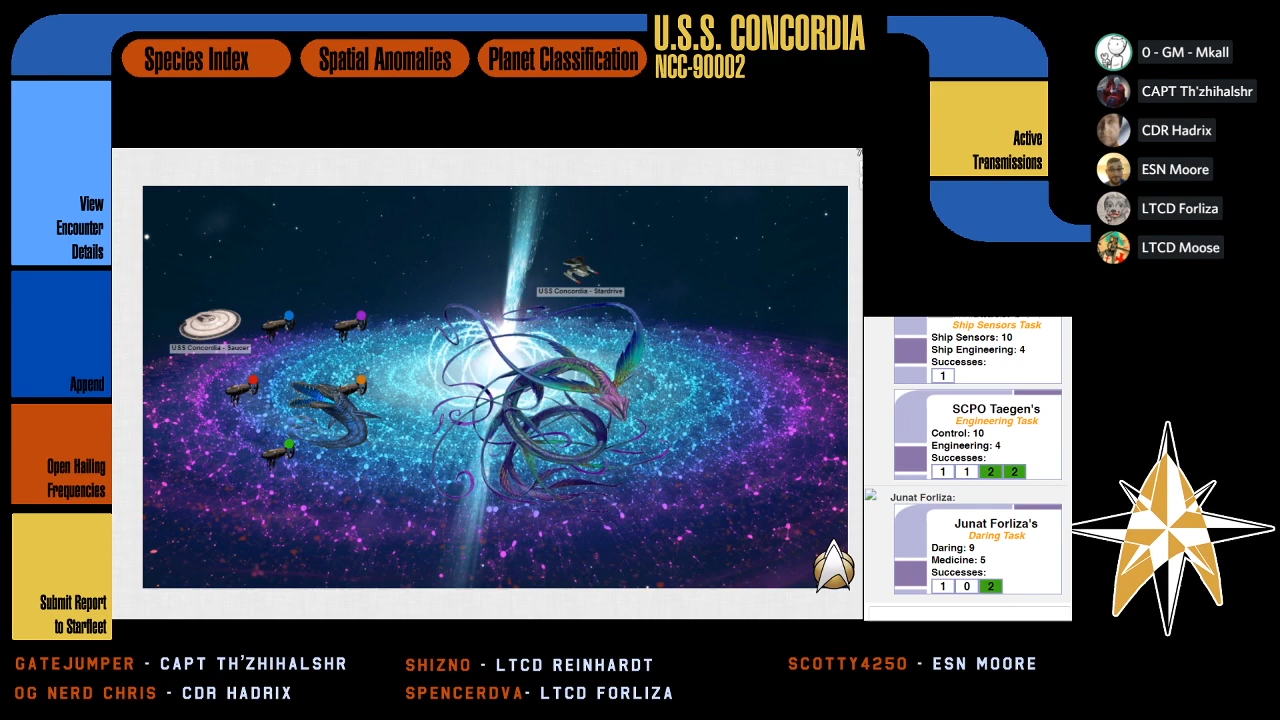 Species Index
Spatial Anomalies
Planet Classification
U.S.S. CONCORDIA
NCC-90002
View
Encounter
Details
Append
Open Hailing
Frequencies
Submit Report
to Starfleet
USS Concordia - Stardrive
USS Concordia - Saucer
Active
Transmissions
0 - GM - Mkall
CAPT Th'zhihalshr
CDR Hadrix
ESN Moore
LTCD Forliza
LTCD Moose
Ship Sensors Task
Ship Sensors: 10
Ship Engineering: 4
Successes:
1
SCPO Taegen's
Engineering Task
Control: 10
Engineering: 4
Successes:
1 1 2 2
Junat Forliza:
Junat Forliza's
Daring Task
Daring: 9
Medicine: 5
Successes:
1 0 2
GATEJUMPER - CAPT TH'ZHIHALSHR
SHIZNO - LTCD REINHARDT
SCOTTY4250 - ESN MOORE
OG NERD CHRIS - CDR HADRIX
SPENCERDVA- LTCD FORLIZA